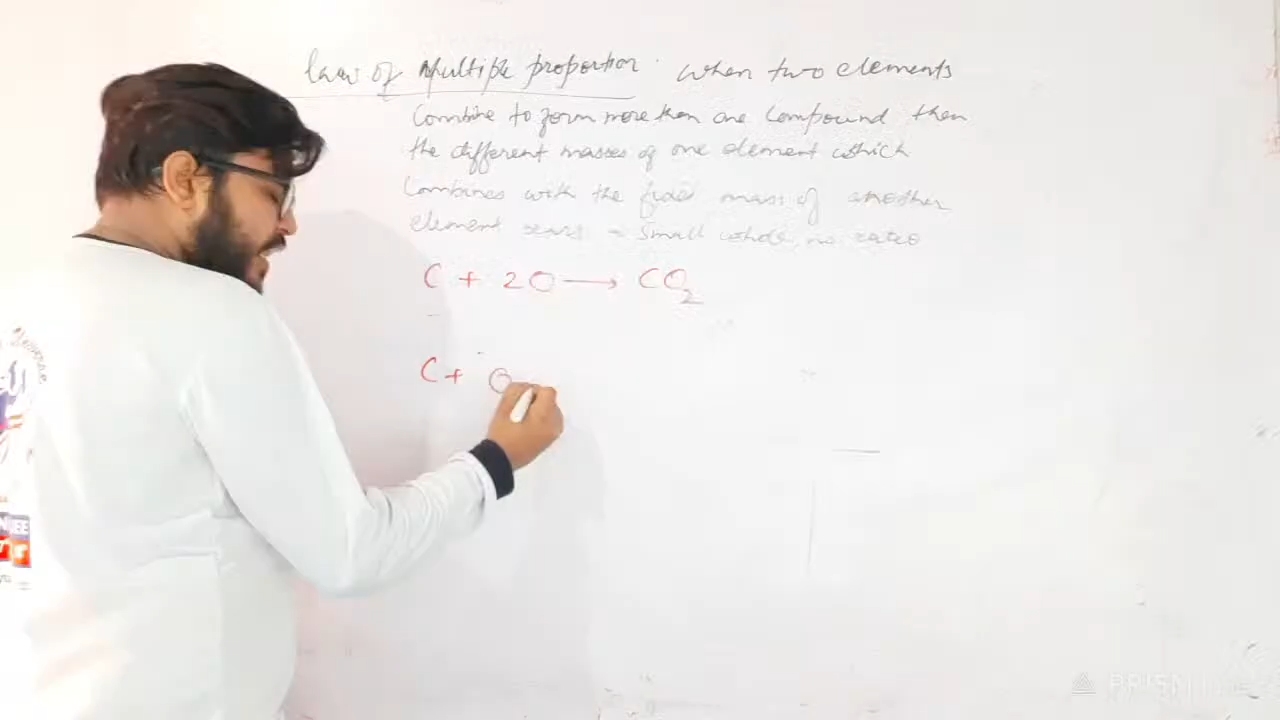 Law of Multiple proportion. When two elements
Combine to form more than one Compound then
the different masses of one element which
Combines with the fixed mass of another
element bears a small whole no ratio
C + 2O → CO2
C + O
PRISM